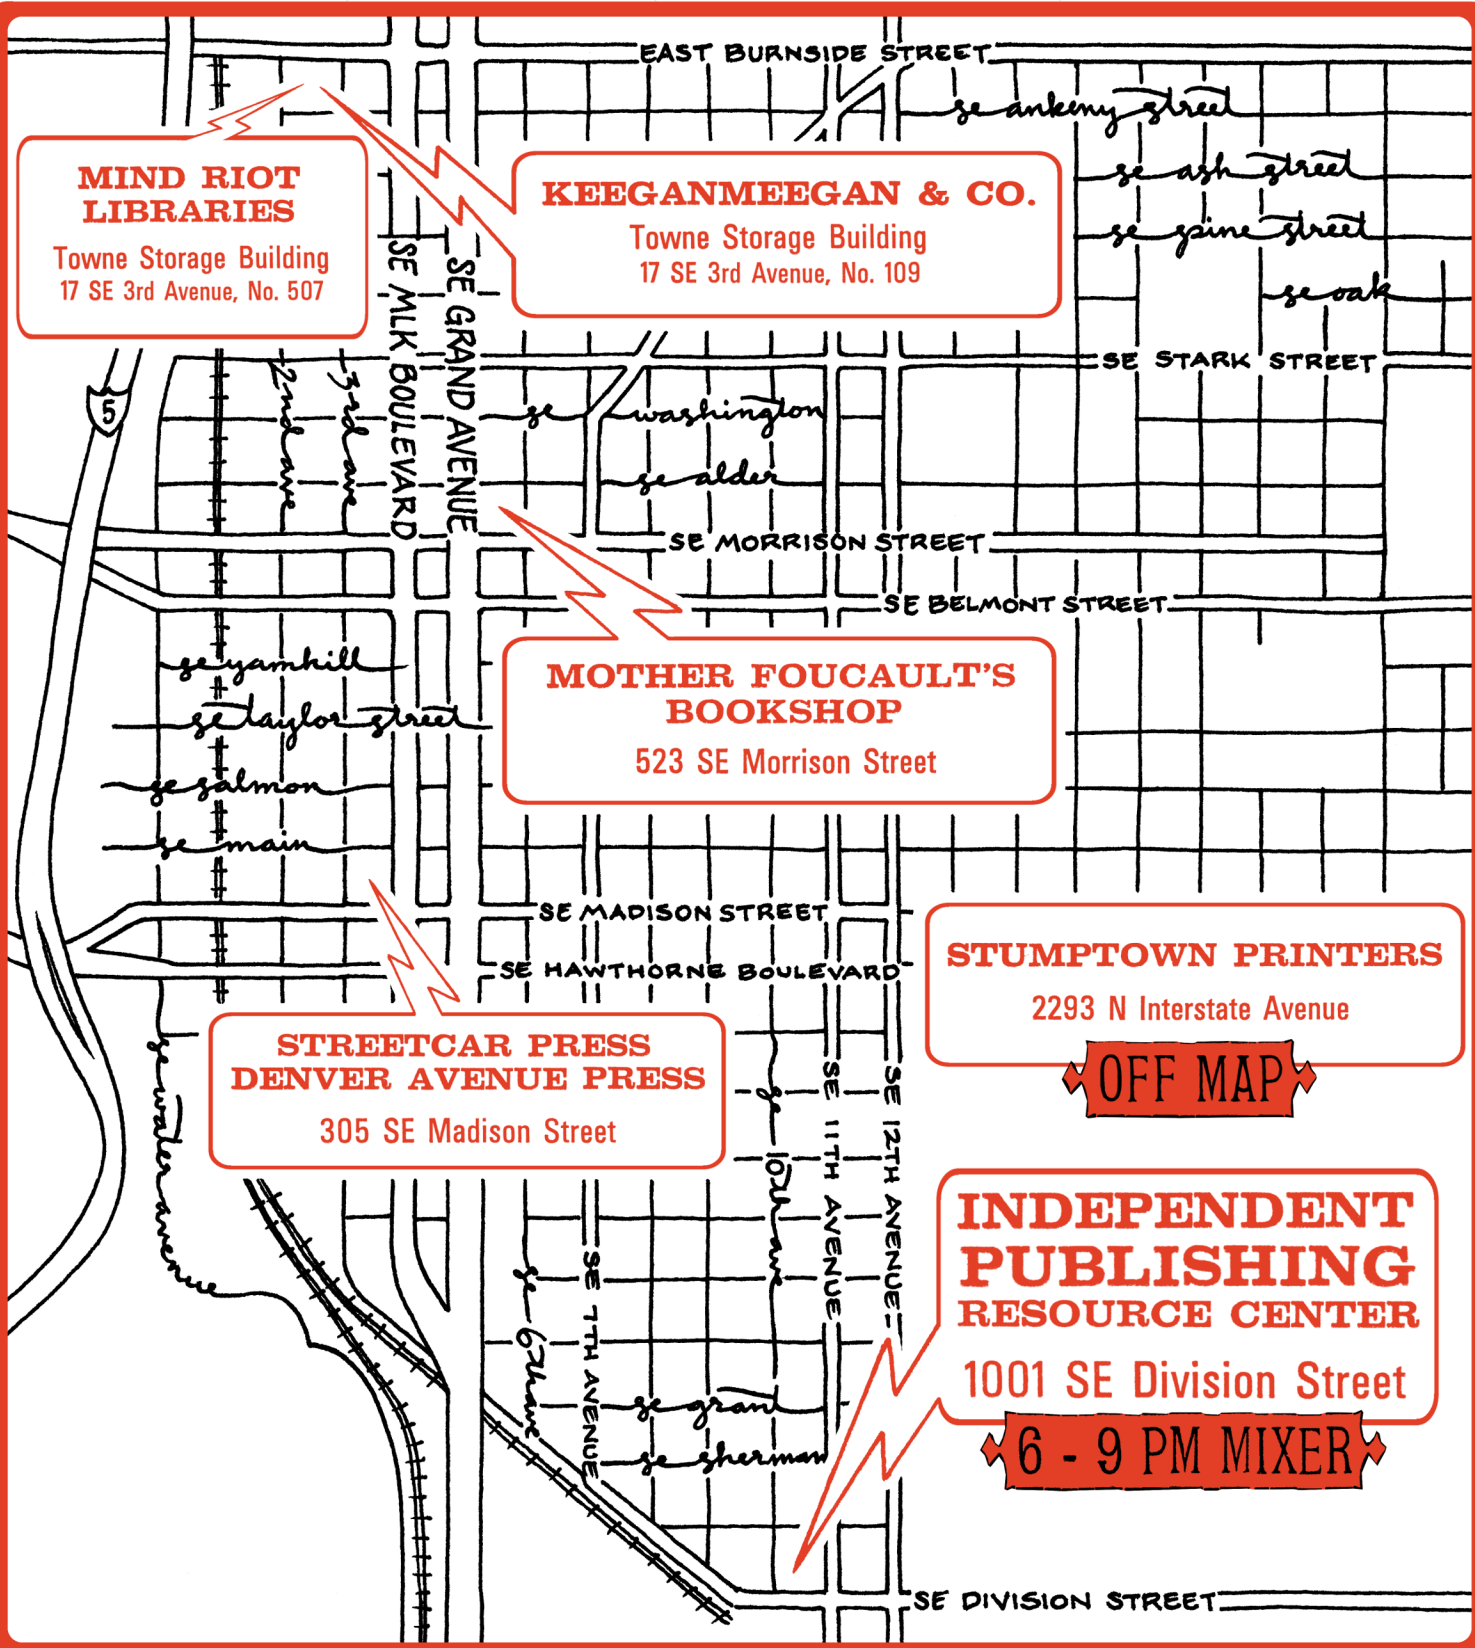 EAST BURNSIDE STREET
se ankeny street
MIND RIOT
LIBRARIES
Towne Storage Building
17 SE 3rd Avenue, No. 507
KEEGANMEEGAN & CO.
Towne Storage Building
17 SE 3rd Avenue, No. 109
se ash street
se pine street
se oak
SE MLK BOULEVARD
SE GRAND AVENUE
SE STARK STREET
5
2nd ave
3rd ave
se washington
se alder
SE MORRISON STREET
SE BELMONT STREET
se yamhill
se taylor street
se salmon
se main
MOTHER FOUCAULT'S
BOOKSHOP
523 SE Morrison Street
SE MADISON STREET
SE HAWTHORNE BOULEVARD
STUMPTOWN PRINTERS
2293 N Interstate Avenue
OFF MAP
STREETCAR PRESS
DENVER AVENUE PRESS
305 SE Madison Street
se water avenue
se 10th ave
SE 11TH AVENUE
SE 12TH AVENUE
INDEPENDENT
PUBLISHING
RESOURCE CENTER
1001 SE Division Street
6 - 9 PM MIXER
se 6th ave
SE 7TH AVENUE
se grant
se sherman
SE DIVISION STREET